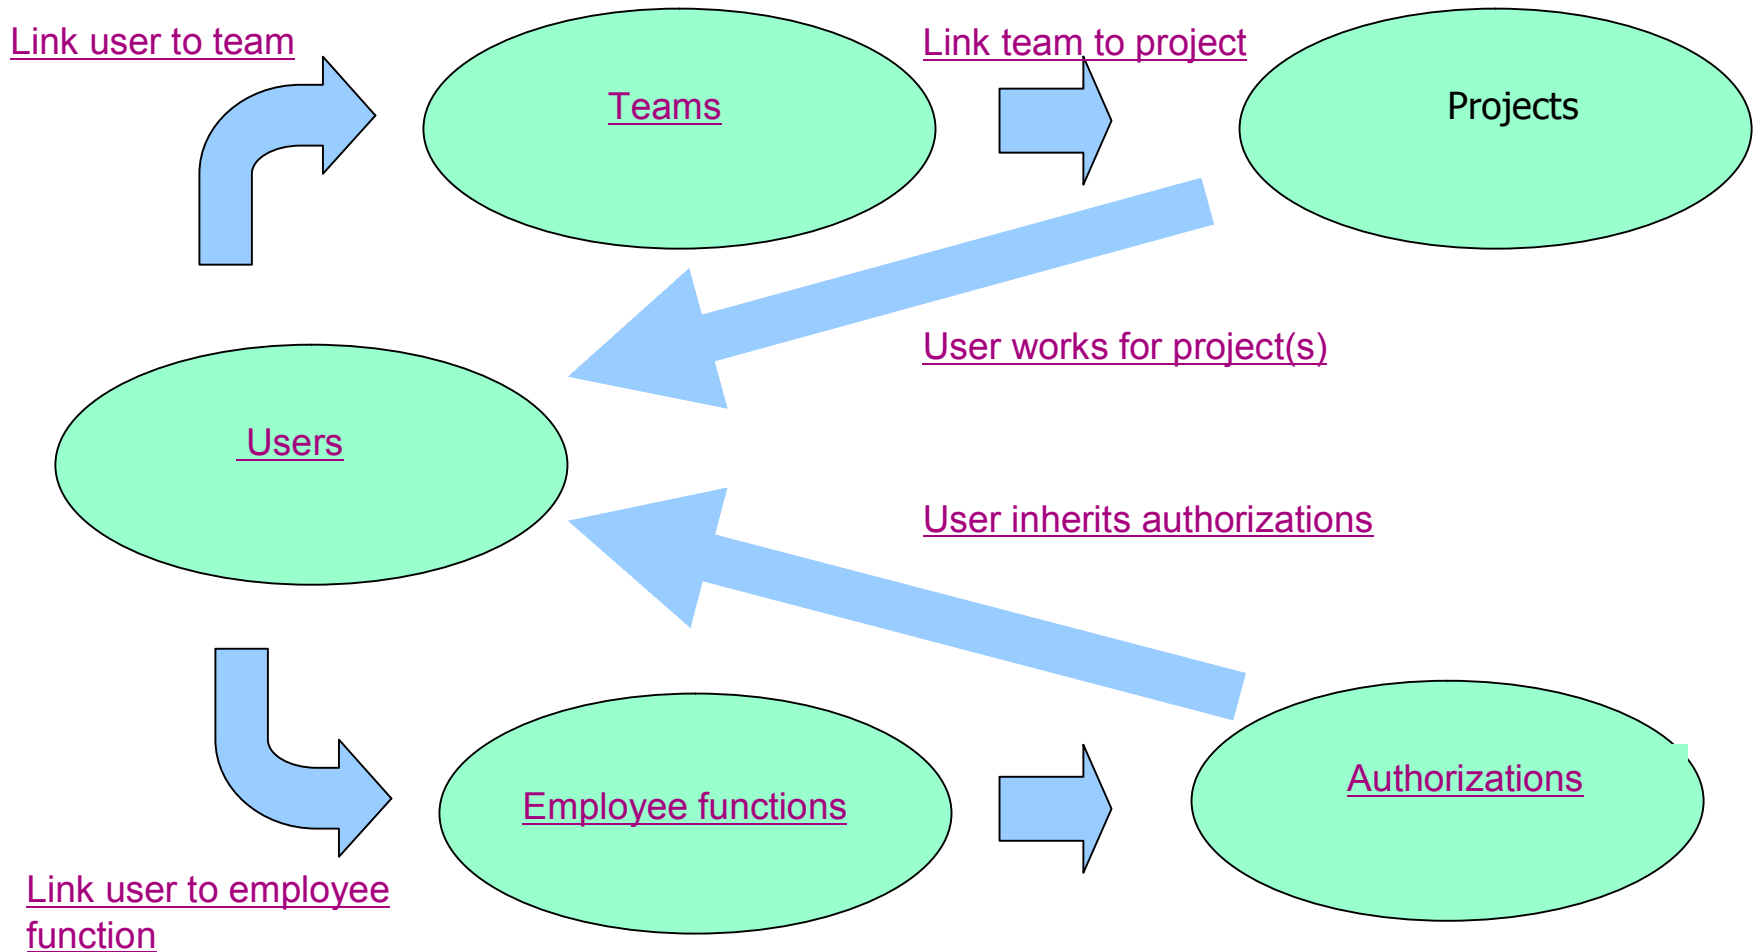 Link user to team
Link team to project
Teams
Projects
User works for project(s)
Users
User inherits authorizations
Employee functions
Authorizations
Link user to employee
function